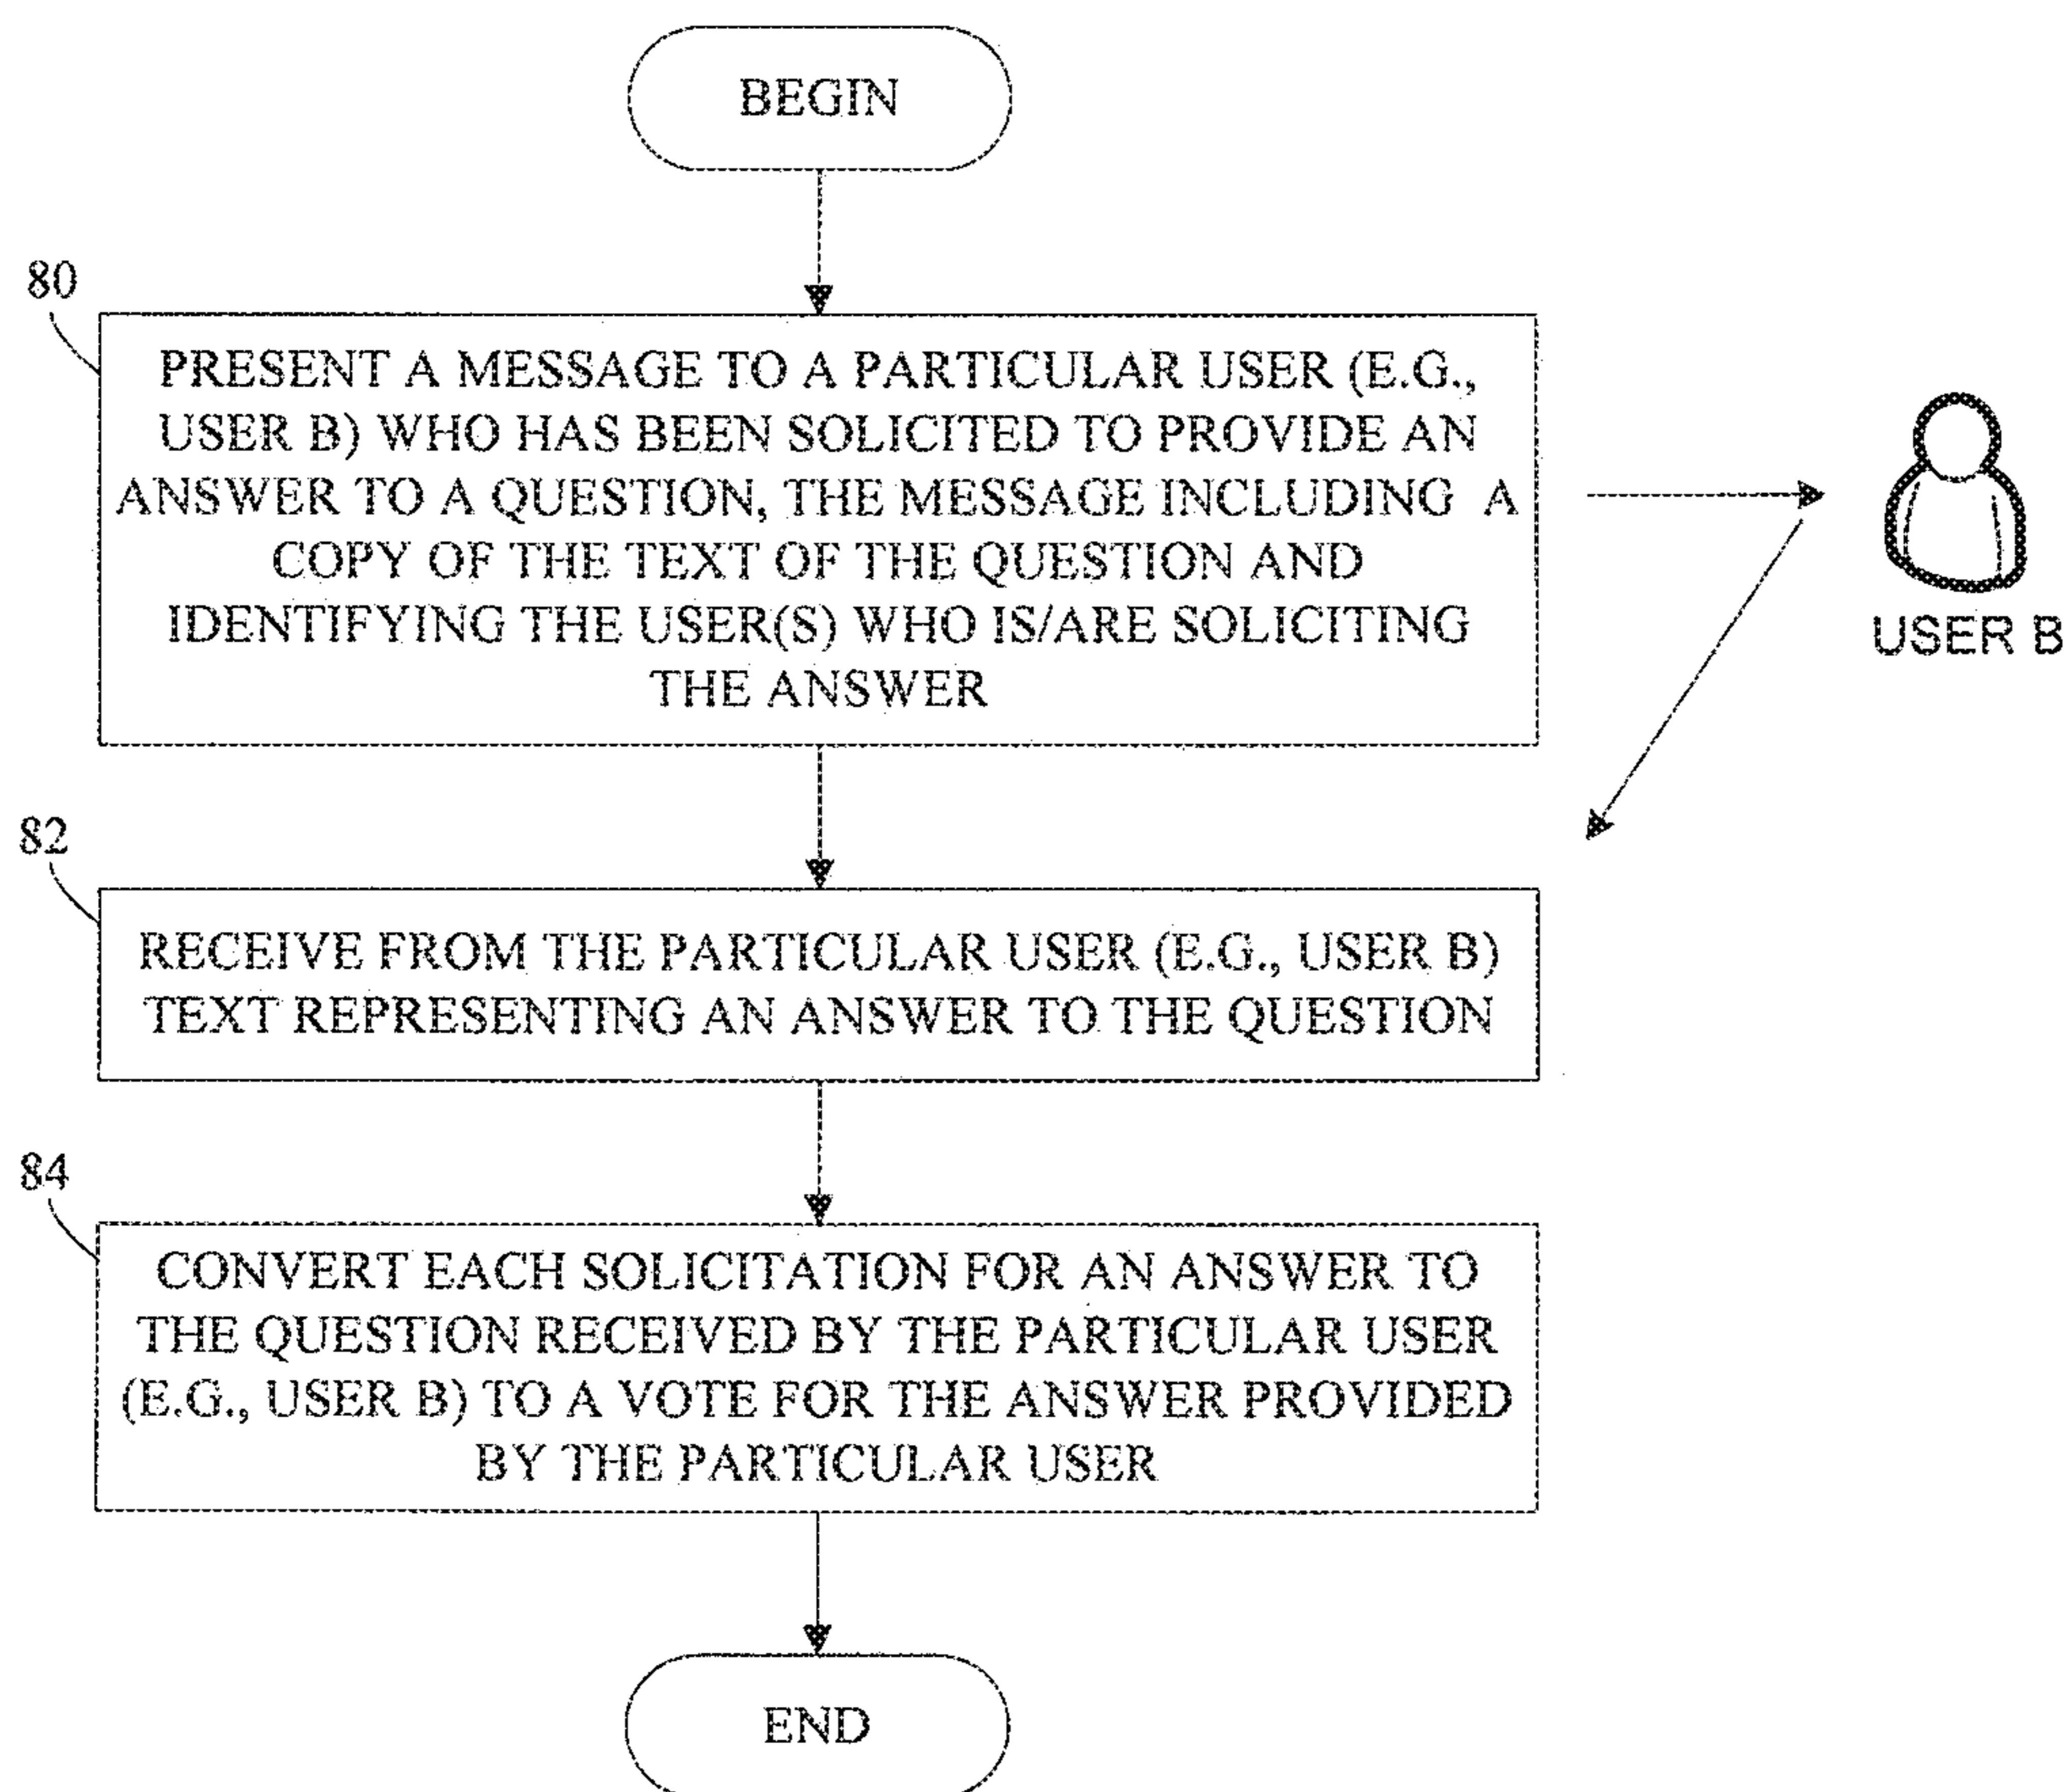 BEGIN
80
PRESENT A MESSAGE TO A PARTICULAR USER (E.G.,
USER B) WHO HAS BEEN SOLICITED TO PROVIDE AN
ANSWER TO A QUESTION, THE MESSAGE INCLUDING A
COPY OF THE TEXT OF THE QUESTION AND
IDENTIFYING THE USER(S) WHO IS/ARE SOLICITING
THE ANSWER
USER B
82
RECEIVE FROM THE PARTICULAR USER (E.G., USER B)
TEXT REPRESENTING AN ANSWER TO THE QUESTION
84
CONVERT EACH SOLICITATION FOR AN ANSWER TO
THE QUESTION RECEIVED BY THE PARTICULAR USER
(E.G., USER B) TO A VOTE FOR THE ANSWER PROVIDED
BY THE PARTICULAR USER
END